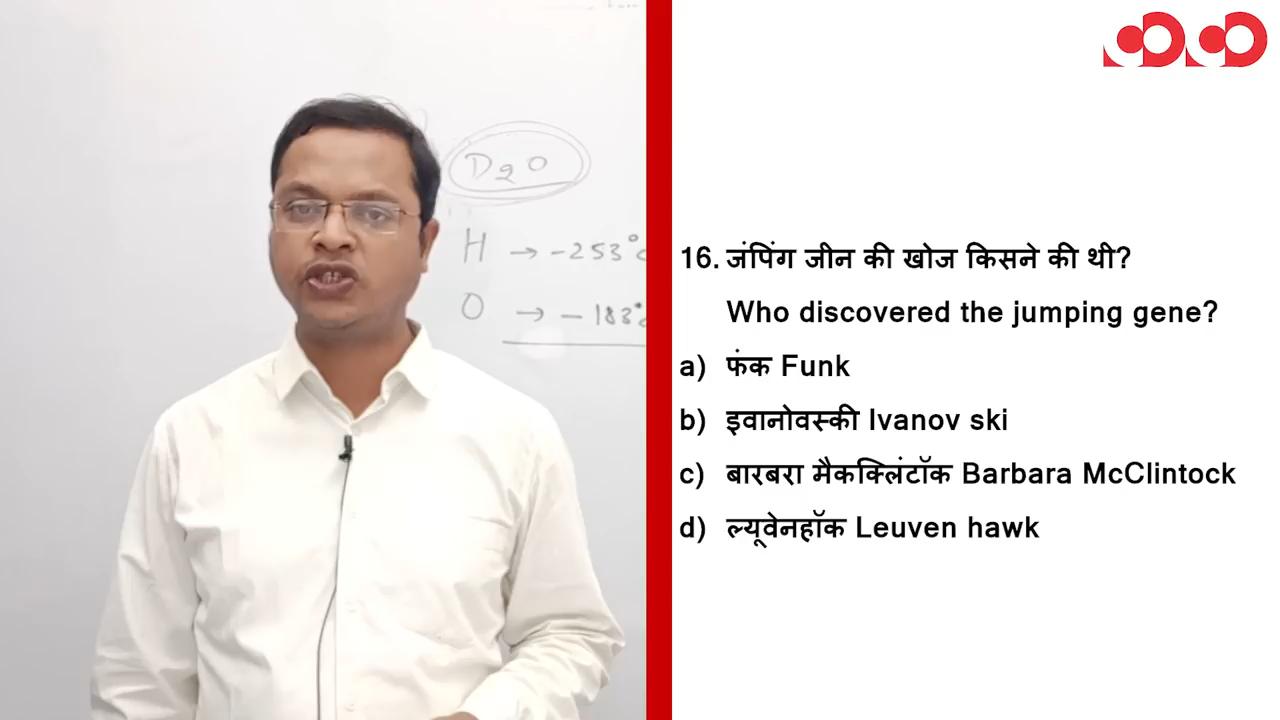 D2O
H → -253°c
O → - 183°c
16. जंपिंग जीन की खोज किसने की थी?
Who discovered the jumping gene?
a) फंक Funk
b) इवानोवस्की Ivanov ski
c) बारबरा मैकक्लिंटॉक Barbara McClintock
d) ल्यूवेनहॉक Leuven hawk